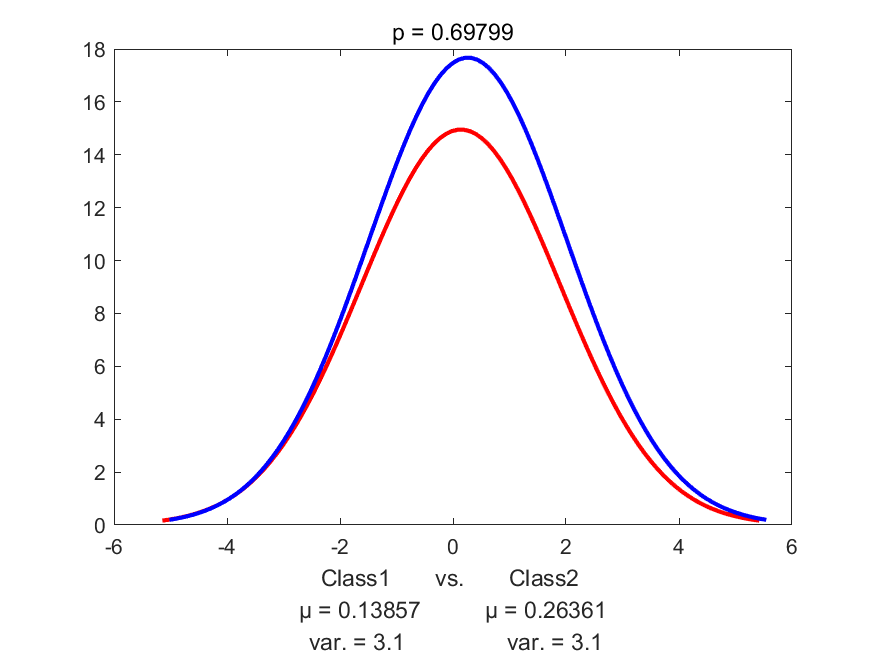 p = 0.69799
18
16
14
12
10
8
6
4
2
0
-6 -4 -2 0 2 4 6
Class1 vs. Class2
μ = 0.13857 μ = 0.26361
var. = 3.1 var. = 3.1